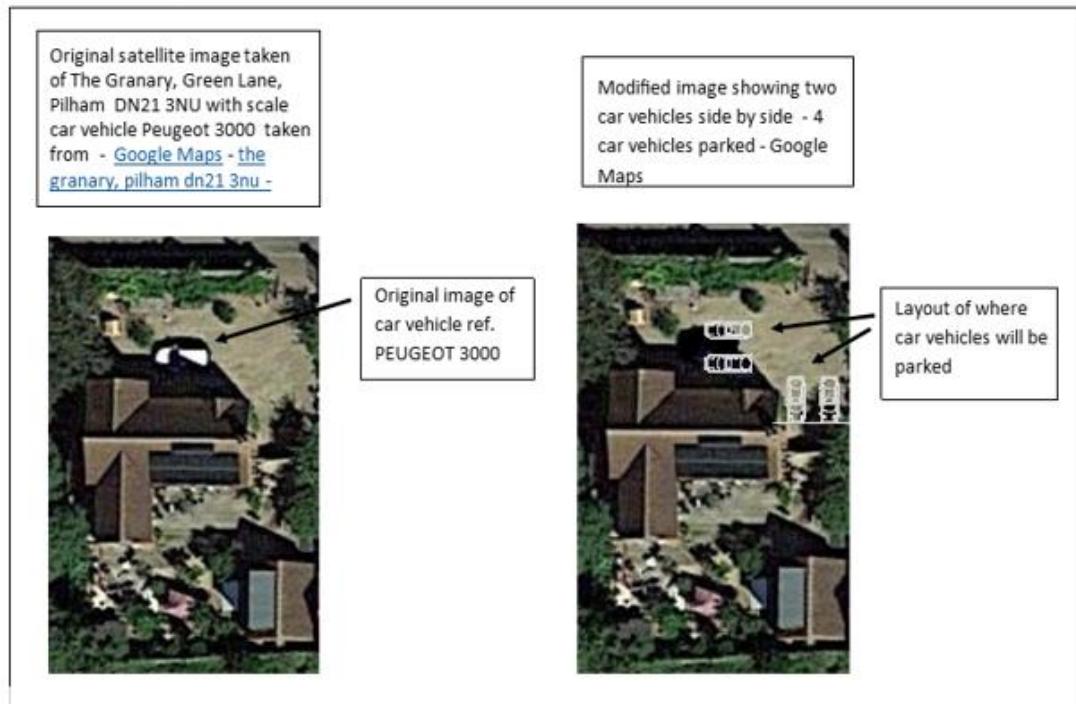 Original satellite image taken
of The Granary, Green Lane,
Pilham DN21 3NU with scale
car vehicle Peugeot 3000 taken
from - Google Maps - the
granary, pilham dn21 3nu -
Modified image showing two
car vehicles side by side - 4
car vehicles parked - Google
Maps
Original image of
car vehicle ref.
PEUGEOT 3000
Layout of where
car vehicles will be
parked